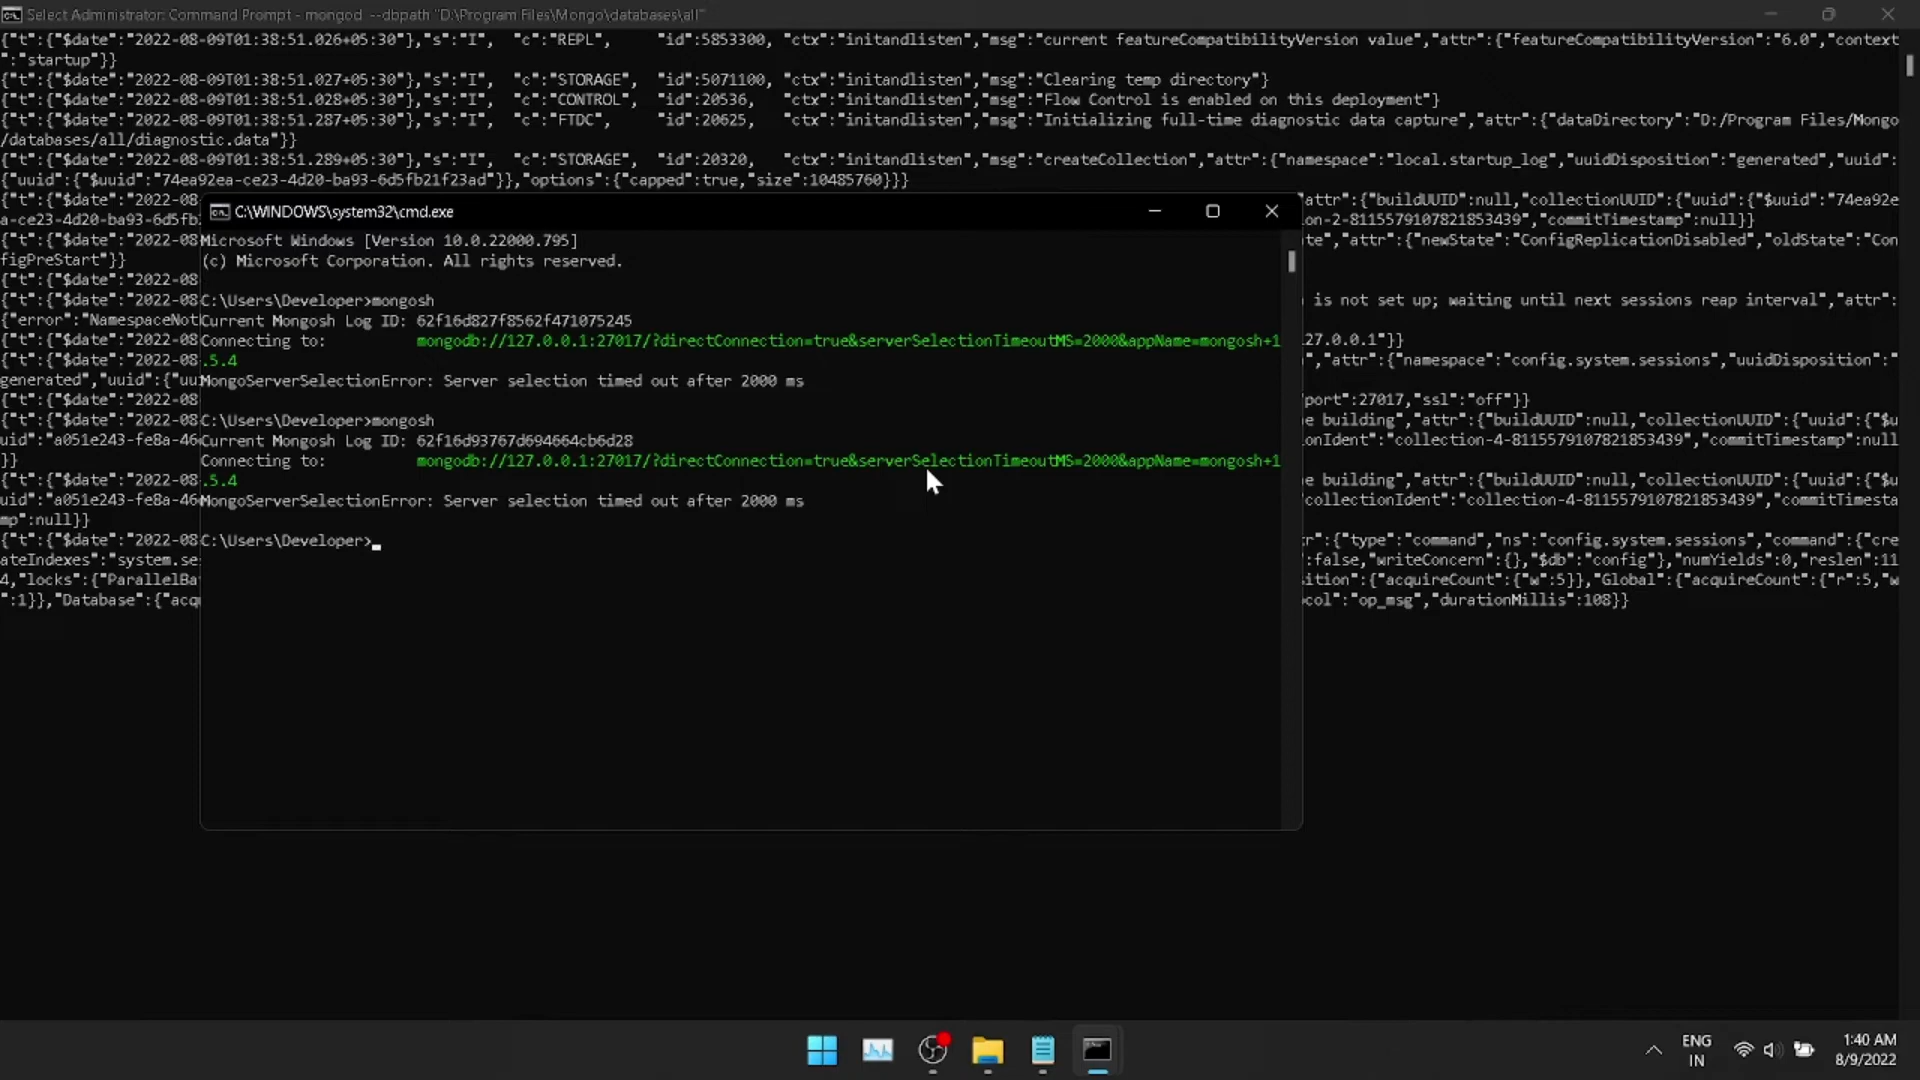 Select Administrator: Command Prompt - mongod --dbpath "D:\Program Files\Mongo\databases\all"
{"t":{"$date":"2022-08-09T01:38:51.026+05:30"},"s":"I", "c":"REPL", "id":5853300, "ctx":"initandlisten","msg":"current featureCompatibilityVersion value","attr":{"featureCompatibilityVersion":"6.0","context
":"startup"}}
{"t":{"$date":"2022-08-09T01:38:51.027+05:30"},"s":"I", "c":"STORAGE", "id":5071100, "ctx":"initandlisten","msg":"Clearing temp directory"}
{"t":{"$date":"2022-08-09T01:38:51.028+05:30"},"s":"I", "c":"CONTROL", "id":20536, "ctx":"initandlisten","msg":"Flow Control is enabled on this deployment"}
{"t":{"$date":"2022-08-09T01:38:51.287+05:30"},"s":"I", "c":"FTDC", "id":20625, "ctx":"initandlisten","msg":"Initializing full-time diagnostic data capture","attr":{"dataDirectory":"D:/Program Files/Mongo
/databases/all/diagnostic.data"}}
{"t":{"$date":"2022-08-09T01:38:51.289+05:30"},"s":"I", "c":"STORAGE", "id":20320, "ctx":"initandlisten","msg":"createCollection","attr":{"namespace":"local.startup_log","uuidDisposition":"generated","uuid":
{"uuid":{"$uuid":"74ea92ea-ce23-4d20-ba93-6d5fb21f23ad"}},"options":{"capped":true,"size":10485760}}}
{"t":{"$date":"2022-08 attr":{"buildUUID":null,"collectionUUID":{"uuid":{"$uuid":"74ea92e
a-ce23-4d20-ba93-6d5fb on-2-8115579107821853439","commitTimestamp":null}}
{"t":{"$date":"2022-08 te","attr":{"newState":"ConfigReplicationDisabled","oldState":"Con
figPreStart"}}
{"t":{"$date":"2022-08
{"t":{"$date":"2022-08 is not set up; waiting until next sessions reap interval","attr":
{"error":"NamespaceNot
{"t":{"$date":"2022-08 27.0.0.1"}}
{"t":{"$date":"2022-08 ","attr":{"namespace":"config.system.sessions","uuidDisposition":"
generated","uuid":{"uu
{"t":{"$date":"2022-08 port":27017,"ssl":"off"}}
{"t":{"$date":"2022-08 e building","attr":{"buildUUID":null,"collectionUUID":{"uuid":{"$u
uid":"a051e243-fe8a-46 onIdent":"collection-4-8115579107821853439","commitTimestamp":null
}}
{"t":{"$date":"2022-08 e building","attr":{"buildUUID":null,"collectionUUID":{"uuid":{"$u
uid":"a051e243-fe8a-46 collectionIdent":"collection-4-8115579107821853439","commitTimesta
mp":null}}
{"t":{"$date":"2022-08 tr":{"type":"command","ns":"config.system.sessions","command":{"cre
ateIndexes":"system.se :false,"writeConcern":{},"$db":"config"},"numYields":0,"reslen":11
4,"locks":{"ParallelBa ition":{"acquireCount":{"w":5}},"Global":{"acquireCount":{"r":5,"w
":1}},"Database":{"acq col":"op_msg","durationMillis":108}}
C:\WINDOWS\system32\cmd.exe
Microsoft Windows [Version 10.0.22000.795]
(c) Microsoft Corporation. All rights reserved.
C:\Users\Developer>mongosh
Current Mongosh Log ID: 62f16d827f8562f471075245
Connecting to: mongodb://127.0.0.1:27017/?directConnection=true&serverSelectionTimeoutMS=2000&appName=mongosh+1
.5.4
MongoServerSelectionError: Server selection timed out after 2000 ms
C:\Users\Developer>mongosh
Current Mongosh Log ID: 62f16d93767d694664cb6d28
Connecting to: mongodb://127.0.0.1:27017/?directConnection=true&serverSelectionTimeoutMS=2000&appName=mongosh+1
.5.4
MongoServerSelectionError: Server selection timed out after 2000 ms
C:\Users\Developer>
ENG
IN
1:40 AM
8/9/2022